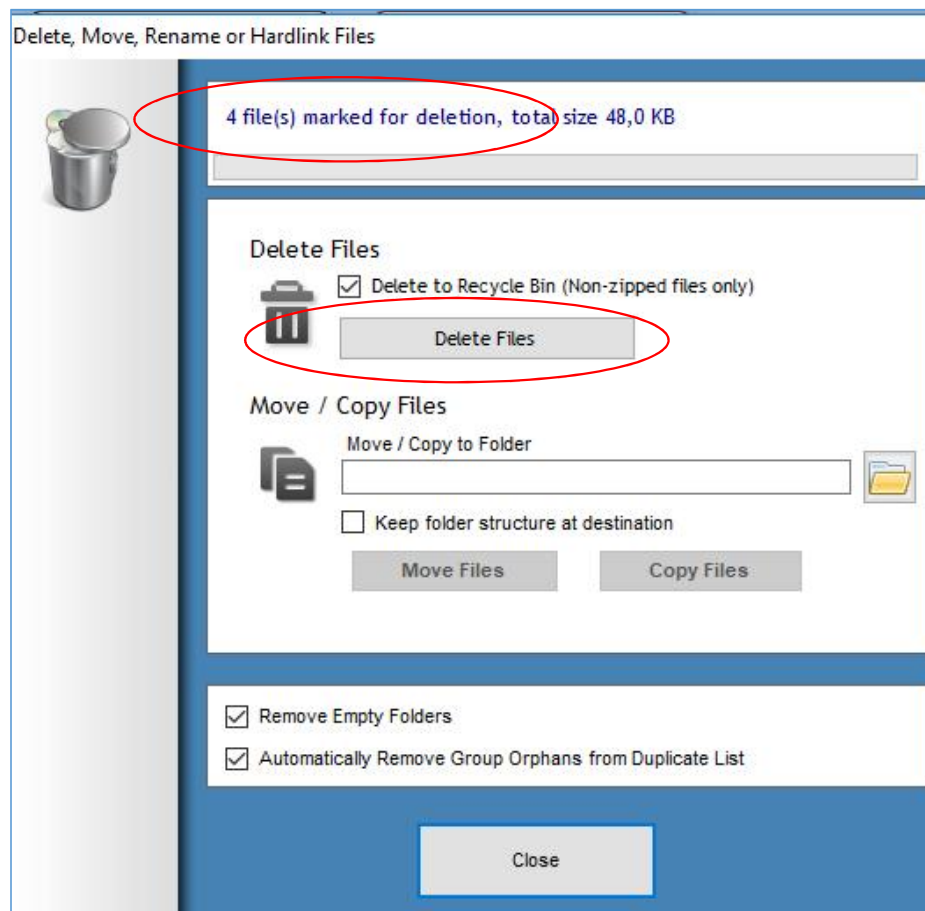 Delete, Move, Rename or Hardlink Files
4 file(s) marked for deletion, total size 48,0 KB
Delete Files
Delete to Recycle Bin (Non-zipped files only)
Delete Files
Move / Copy Files
Move / Copy to Folder
Keep folder structure at destination
Move Files
Copy Files
Remove Empty Folders
Automatically Remove Group Orphans from Duplicate List
Close